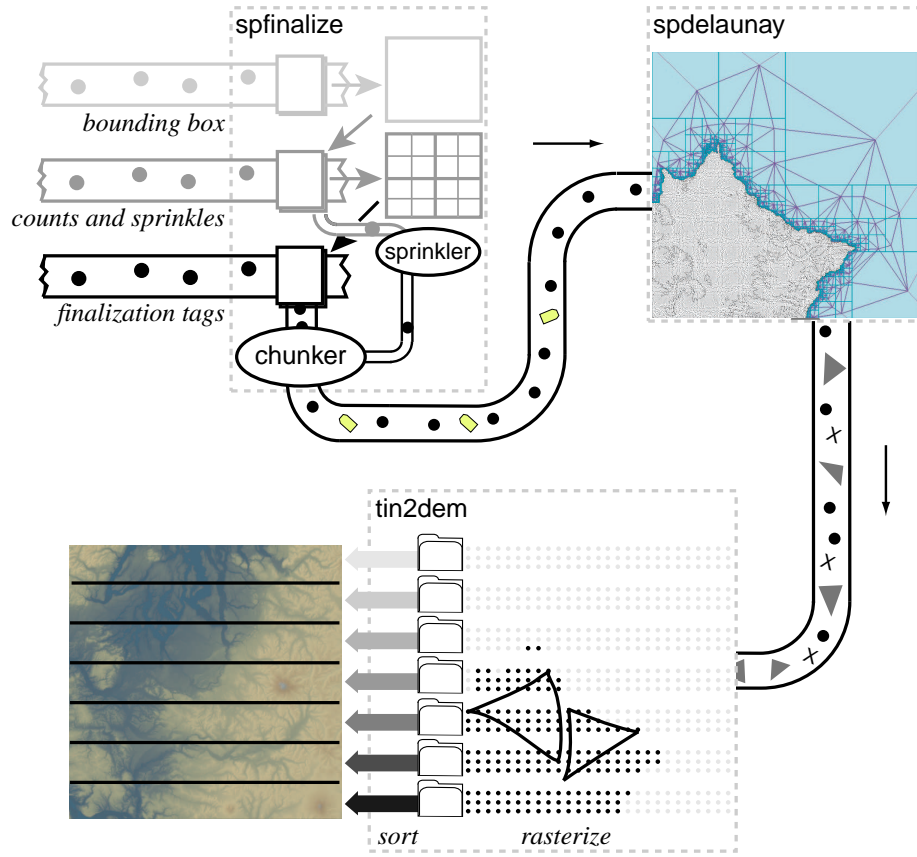 spfinalize
spdelaunay
bounding box
counts and sprinkles
sprinkler
finalization tags
chunker
X
X
X
tin2dem
sort
rasterize